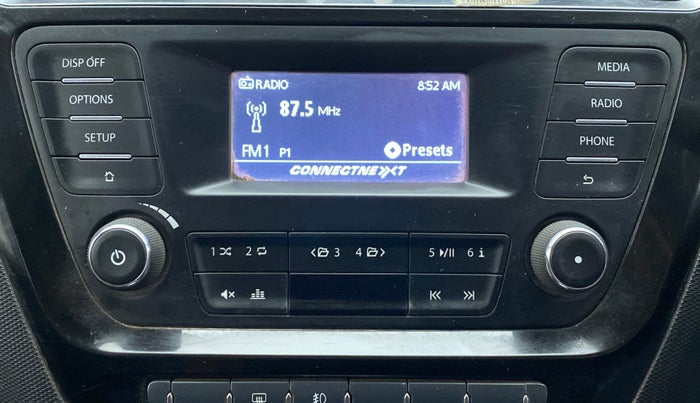 DISP OFF
OPTIONS
SETUP
RADIO 8:52 AM
87.5 MHz
FM1 P1 Presets
CONNECTNEXT
MEDIA
RADIO
PHONE
1 2 3 4 5 6 i